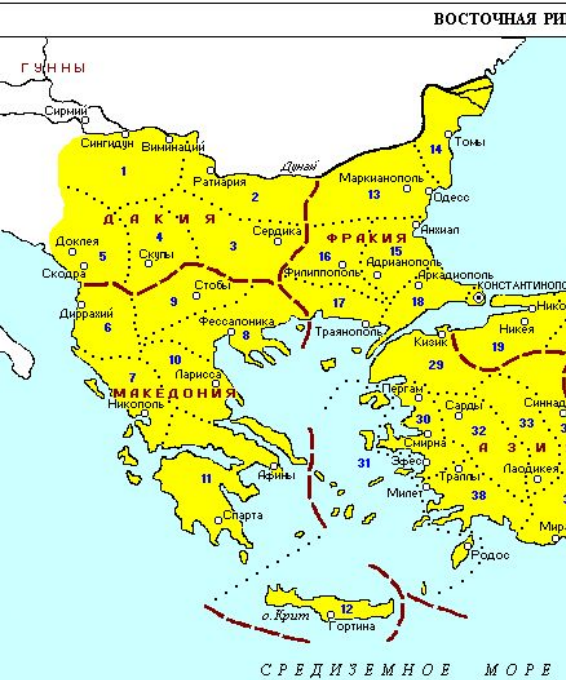 ВОСТОЧНАЯ РИ
ГУННЫ
Сирмий
Сингидун
Виминаций
Томы
14
1
Дунай
Ратиария
2
Маркианополь
13
Одесс
ДАКИЯ
4
3
Сердика
ФРАКИЯ
Анхиал
15
16
Доклея
5
Скупы
Филиппополь
Адрианополь
Скодра
Аркадиополь
КОНСТАНТИНОПО
9
Стобы
17
18
Нико
Диррахий
6
Фессалоника
8
Траянополь
Никея
Кизик
19
29
10
7
Ларисса
МАКЕДОНИЯ
Никополь
Пергам
30
Сарды
32
33
Синнад
Смирна
АЗИ
31
Эфес
Афины
11
Траллы
Лаодикея
Милет
38
Спарта
Мир
Родос
12
о.Крит
Гортина
СРЕДИЗЕМНОЕ МОРЕ